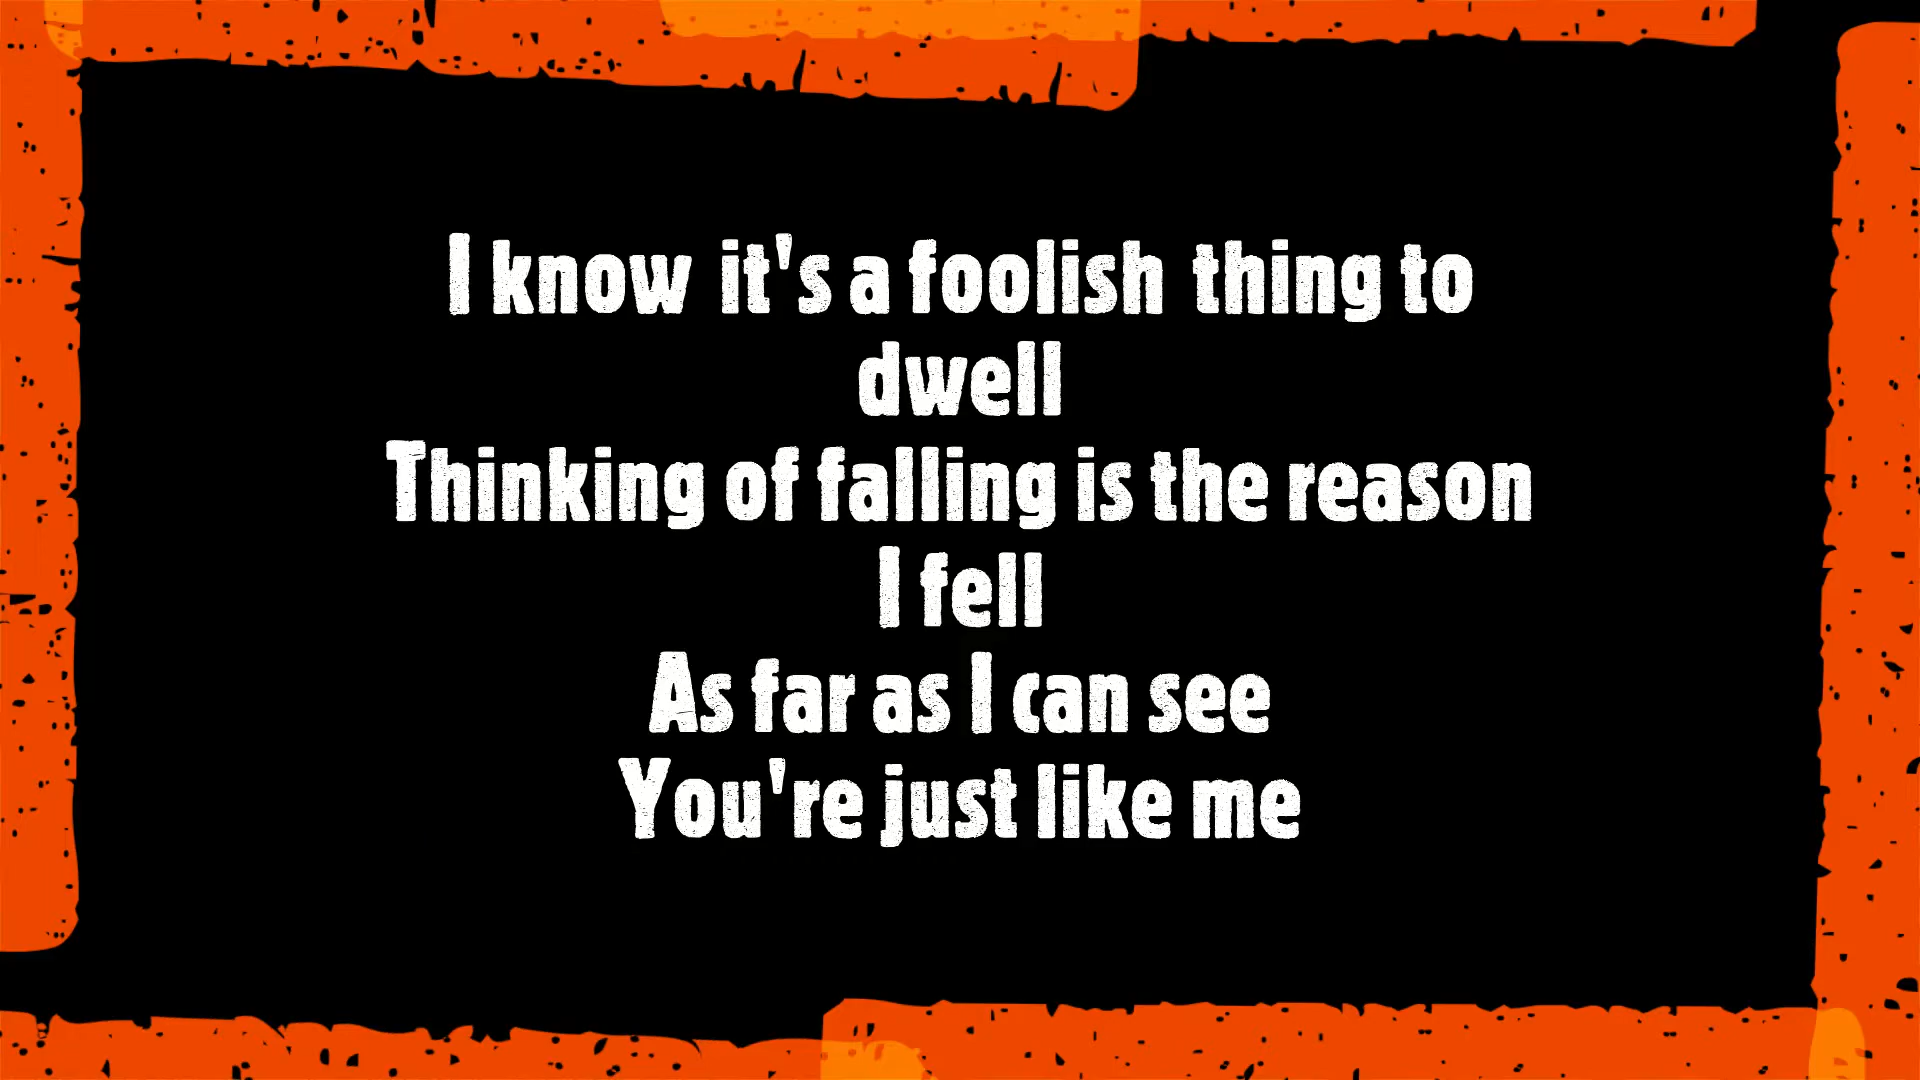 I know it's a foolish thing to
dwell
Thinking of falling is the reason
I fell
As far as I can see
You're just like me